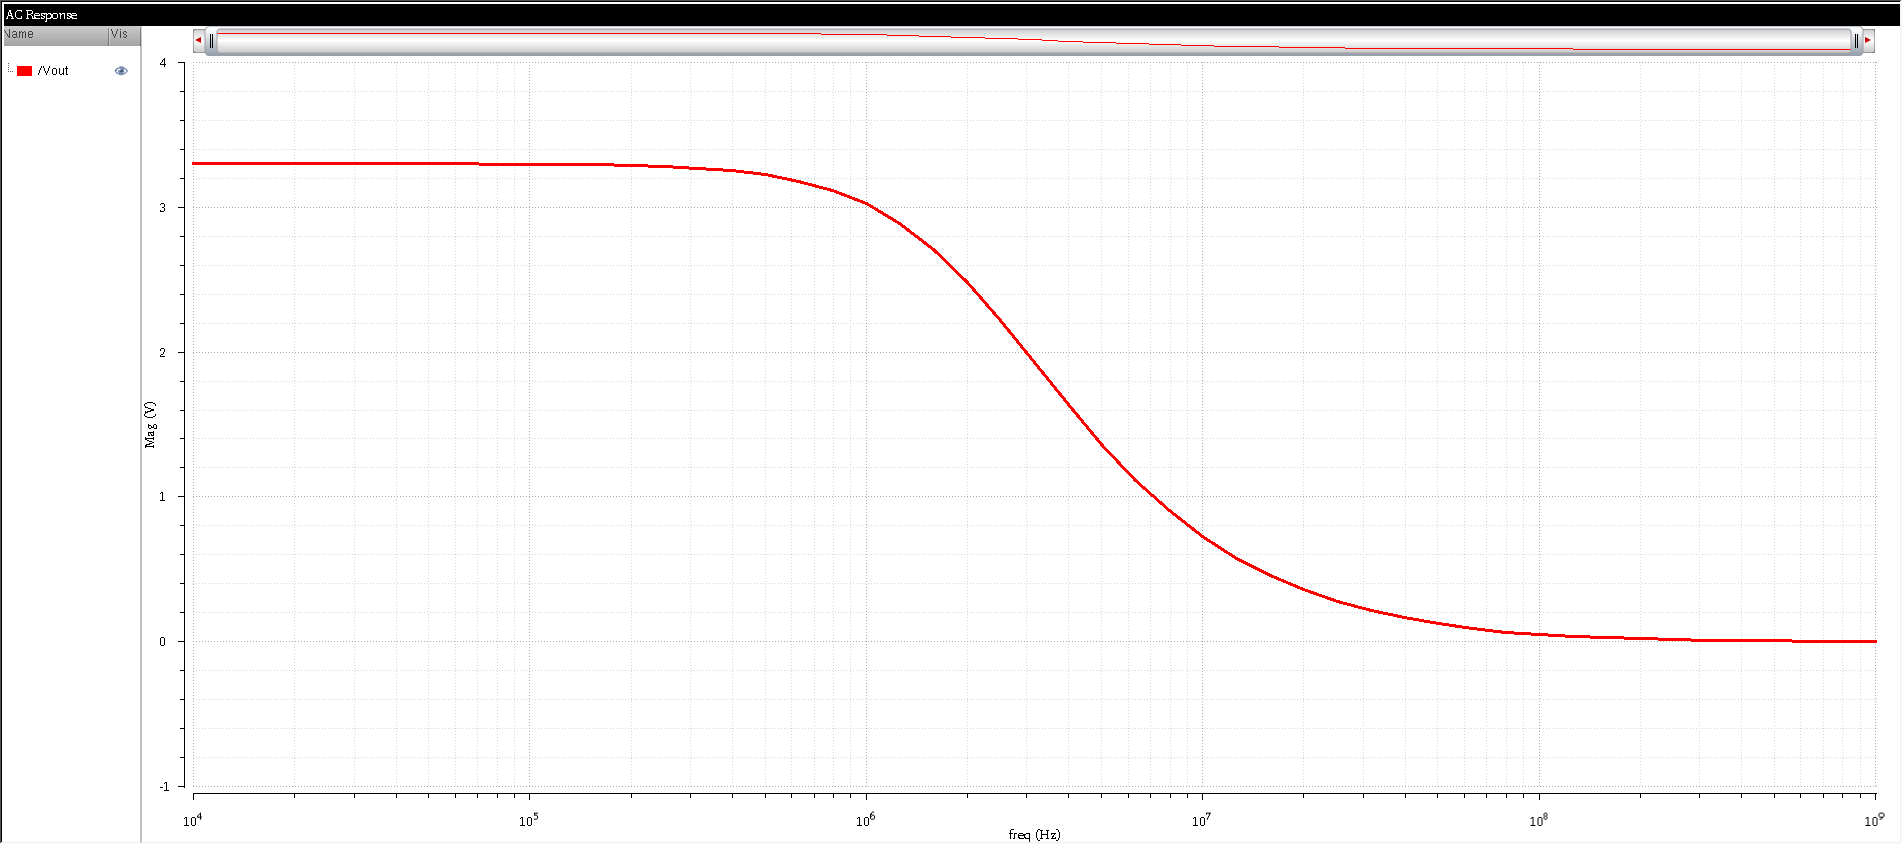 AC Response
Name Vis
/Vout
4
3
2
1
0
-1
Mag (V)
10⁴ 10⁵ 10⁶ 10⁷ 10⁸ 10⁹
freq (Hz)